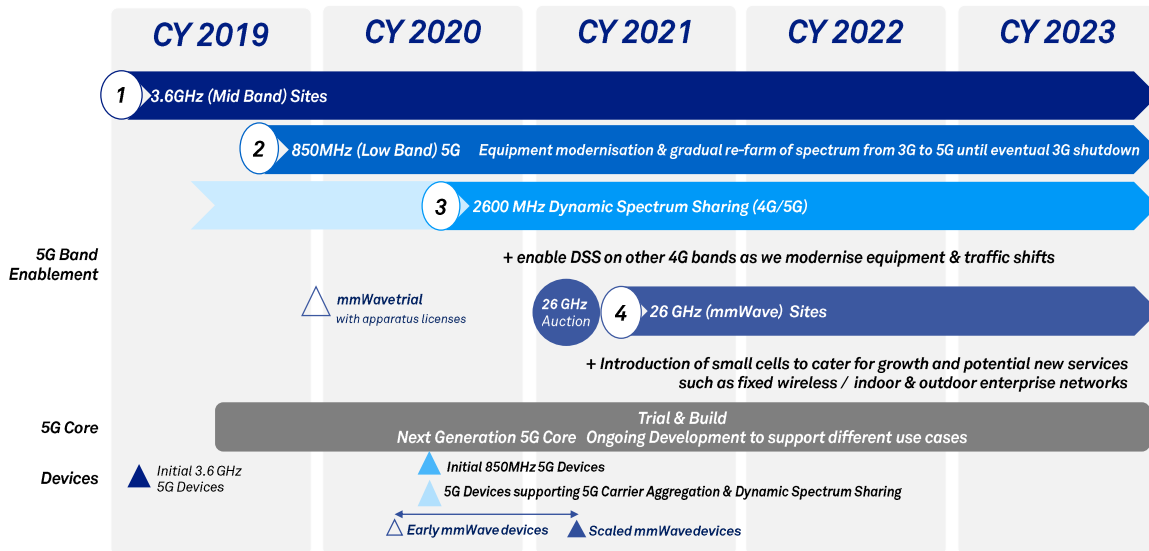 CY 2019 CY 2020 CY 2021 CY 2022 CY 2023
1 3.6GHz (Mid Band) Sites
2 850MHz (Low Band) 5G Equipment modernisation & gradual re-farm of spectrum from 3G to 5G until eventual 3G shutdown
3 2600 MHz Dynamic Spectrum Sharing (4G/5G)
5G Band
Enablement
+ enable DSS on other 4G bands as we modernise equipment & traffic shifts
mmWavetrial
with apparatus licenses
26 GHz
Auction
4 26 GHz (mmWave) Sites
+ Introduction of small cells to cater for growth and potential new services
such as fixed wireless / indoor & outdoor enterprise networks
5G Core
Trial & Build
Next Generation 5G Core Ongoing Development to support different use cases
Devices
Initial 3.6 GHz
5G Devices
Initial 850MHz 5G Devices
5G Devices supporting 5G Carrier Aggregation & Dynamic Spectrum Sharing
Early mmWave devices
Scaled mmWavedevices